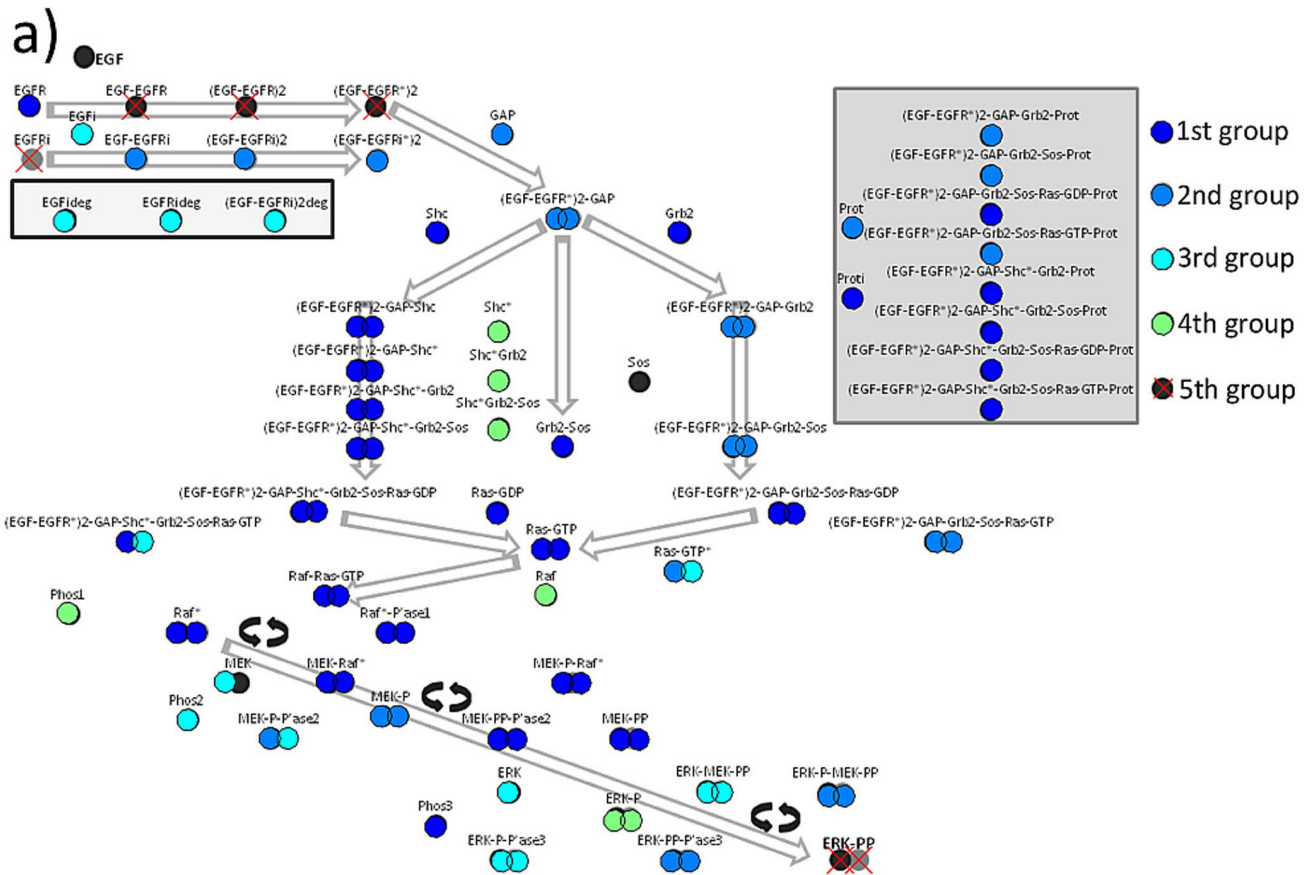 a)
EGF
EGFR
EGF-EGFR
(EGF-EGFR)2
(EGF-EGFR*)2
EGFi
GAP
EGFRi
EGF-EGFRi
(EGF-EGFRi)2
(EGF-EGFRi*)2
EGFideg
EGFRideg
(EGF-EGFRi)2deg
(EGF-EGFR*)2-GAP
Shc
Grb2
(EGF-EGFR*)2-GAP-Shc
Shc*
(EGF-EGFR*)2-GAP-Grb2
(EGF-EGFR*)2-GAP-Shc*
Shc*Grb2
Sos
(EGF-EGFR*)2-GAP-Shc*-Grb2
Shc*Grb2-Sos
(EGF-EGFR*)2-GAP-Shc*-Grb2-Sos
Grb2-Sos
(EGF-EGFR*)2-GAP-Grb2-Sos
(EGF-EGFR*)2-GAP-Shc*-Grb2-Sos-Ras-GDP
Ras-GDP
(EGF-EGFR*)2-GAP-Grb2-Sos-Ras-GDP
(EGF-EGFR*)2-GAP-Shc*-Grb2-Sos-Ras-GTP
Ras-GTP
(EGF-EGFR*)2-GAP-Grb2-Sos-Ras-GTP
Ras-GTP*
Raf-Ras-GTP
Raf
Phos1
Raf*
Raf*-P'ase1
MEK
MEK-Raf*
MEK-P-Raf*
Phos2
MEK-P
MEK-P-P'ase2
MEK-PP-P'ase2
MEK-PP
ERK
ERK-MEK-PP
ERK-P-MEK-PP
Phos3
ERK-P
ERK-P-P'ase3
ERK-PP-P'ase3
ERK-PP
(EGF-EGFR*)2-GAP-Grb2-Prot
(EGF-EGFR*)2-GAP-Grb2-Sos-Prot
(EGF-EGFR*)2-GAP-Grb2-Sos-Ras-GDP-Prot
Prot
(EGF-EGFR*)2-GAP-Grb2-Sos-Ras-GTP-Prot
(EGF-EGFR*)2-GAP-Shc*-Grb2-Prot
Proti
(EGF-EGFR*)2-GAP-Shc*-Grb2-Sos-Prot
(EGF-EGFR*)2-GAP-Shc*-Grb2-Sos-Ras-GDP-Prot
(EGF-EGFR*)2-GAP-Shc*-Grb2-Sos-Ras-GTP-Prot
1st group
2nd group
3rd group
4th group
5th group